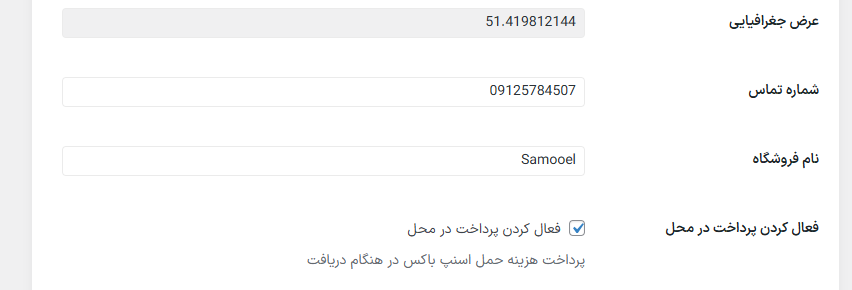 عرض جغرافیایی
51.419812144
شماره تماس
09125784507
نام فروشگاه
Samooel
فعال کردن پرداخت در محل
فعال کردن پرداخت در محل
پرداخت هزینه حمل اسنپ باکس در هنگام دریافت